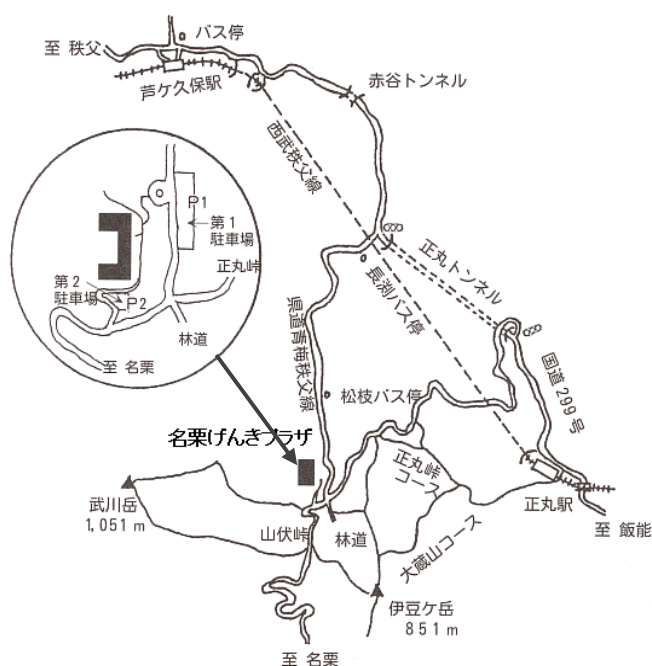 バス停
至 秩父
芦ケ久保駅
赤谷トンネル
西武秩父線
P1
第1
駐車場
正丸峠
第2
駐車場
P2
林道
至 名栗
正丸トンネル
長渕バス停
県道青梅秩父線
国道299号
松枝バス停
名栗げんきプラザ
正丸峠
コース
正丸駅
至 飯能
武川岳
1,051m
山伏峠
林道
大蔵山コース
伊豆ケ岳
851m
至 名栗